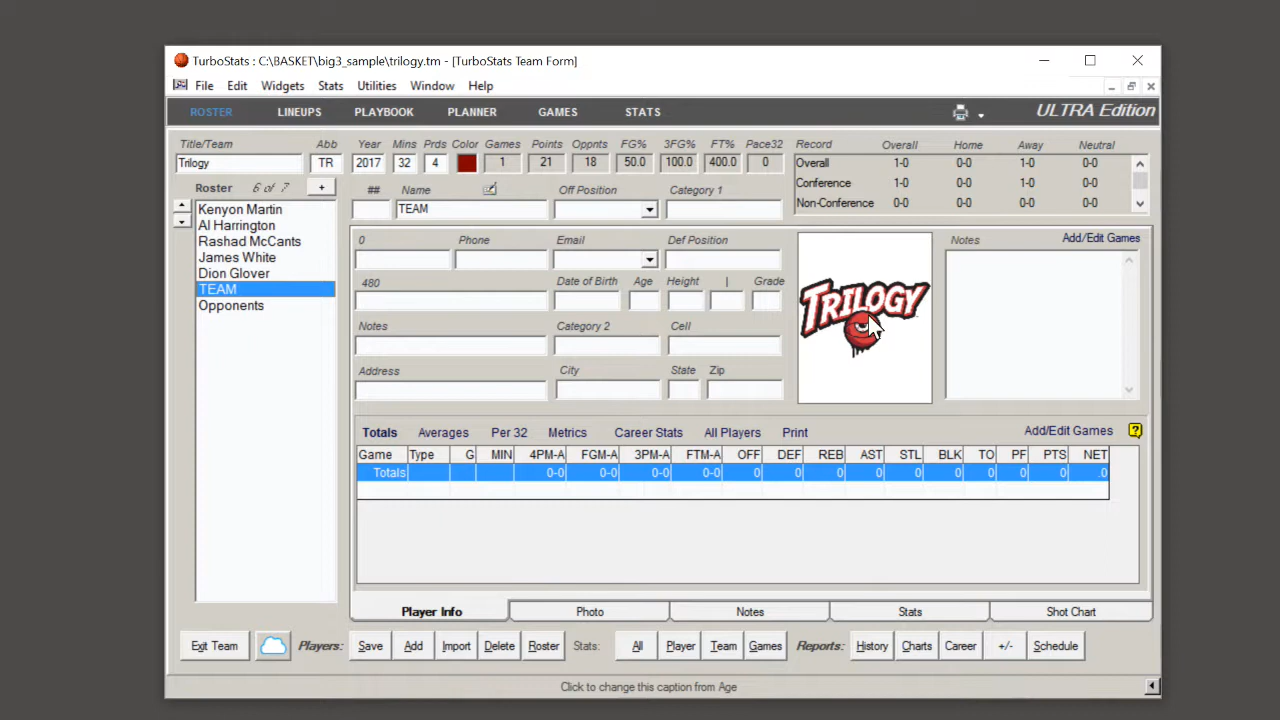 TurboStats : C:\BASKET\big3_sample\trilogy.tm - [TurboStats Team Form]
File Edit Widgets Stats Utilities Window Help
ROSTER LINEUPS PLAYBOOK PLANNER GAMES STATS ULTRA Edition
Title/Team Abb Year Mins Prds Color Games Points Oppnts FG% 3FG% FT% Pace32 Record Overall Home Away Neutral
Trilogy TR 2017 32 4 1 21 18 50.0 100.0 400.0 0 Overall 1-0 0-0 1-0 0-0
Conference 1-0 0-0 1-0 0-0
Non-Conference 0-0 0-0 0-0 0-0
Roster 6 of 7 + ## Name Off Position Category 1
TEAM
Kenyon Martin
Al Harrington
Rashad McCants
James White
Dion Glover
TEAM
Opponents
0 Phone Email Def Position Notes Add/Edit Games
480 Date of Birth Age Height | Grade
Notes Category 2 Cell
Address City State Zip
TRILOGY
Totals Averages Per 32 Metrics Career Stats All Players Print Add/Edit Games ?
Game Type G MIN 4PM-A FGM-A 3PM-A FTM-A OFF DEF REB AST STL BLK TO PF PTS NET
Totals 0-0 0-0 0-0 0-0 0 0 0 0 0 0 0 0 0 .0
Player Info Photo Notes Stats Shot Chart
Exit Team Players: Save Add Import Delete Roster Stats: All Player Team Games Reports: History Charts Career +/- Schedule
Click to change this caption from Age